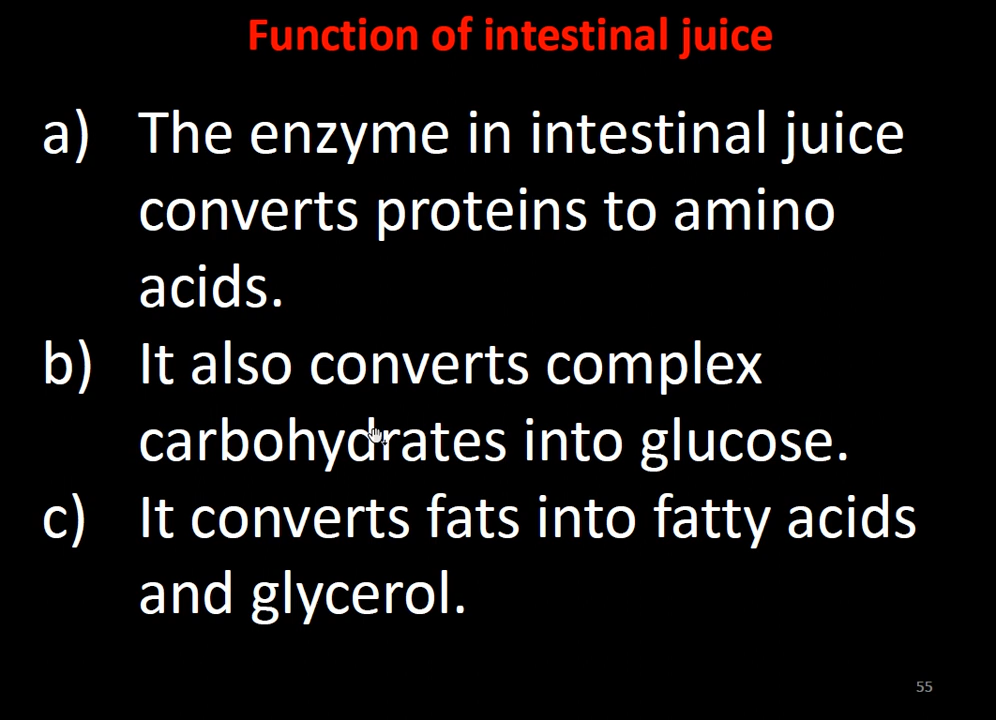 Function of intestinal juice
a) The enzyme in intestinal juice
converts proteins to amino
acids.
b) It also converts complex
carbohydrates into glucose.
c) It converts fats into fatty acids
and glycerol.
55